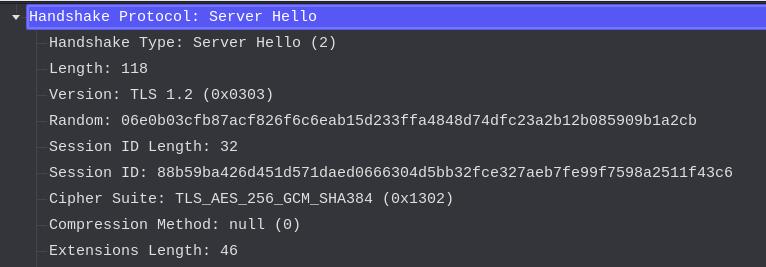 Handshake Protocol: Server Hello
Handshake Type: Server Hello (2)
Length: 118
Version: TLS 1.2 (0x0303)
Random: 06e0b03cfb87acf826f6c6eab15d233ffa4848d74dfc23a2b12b085909b1a2cb
Session ID Length: 32
Session ID: 88b59ba426d451d571daed0666304d5bb32fce327aeb7fe99f7598a2511f43c6
Cipher Suite: TLS_AES_256_GCM_SHA384 (0x1302)
Compression Method: null (0)
Extensions Length: 46